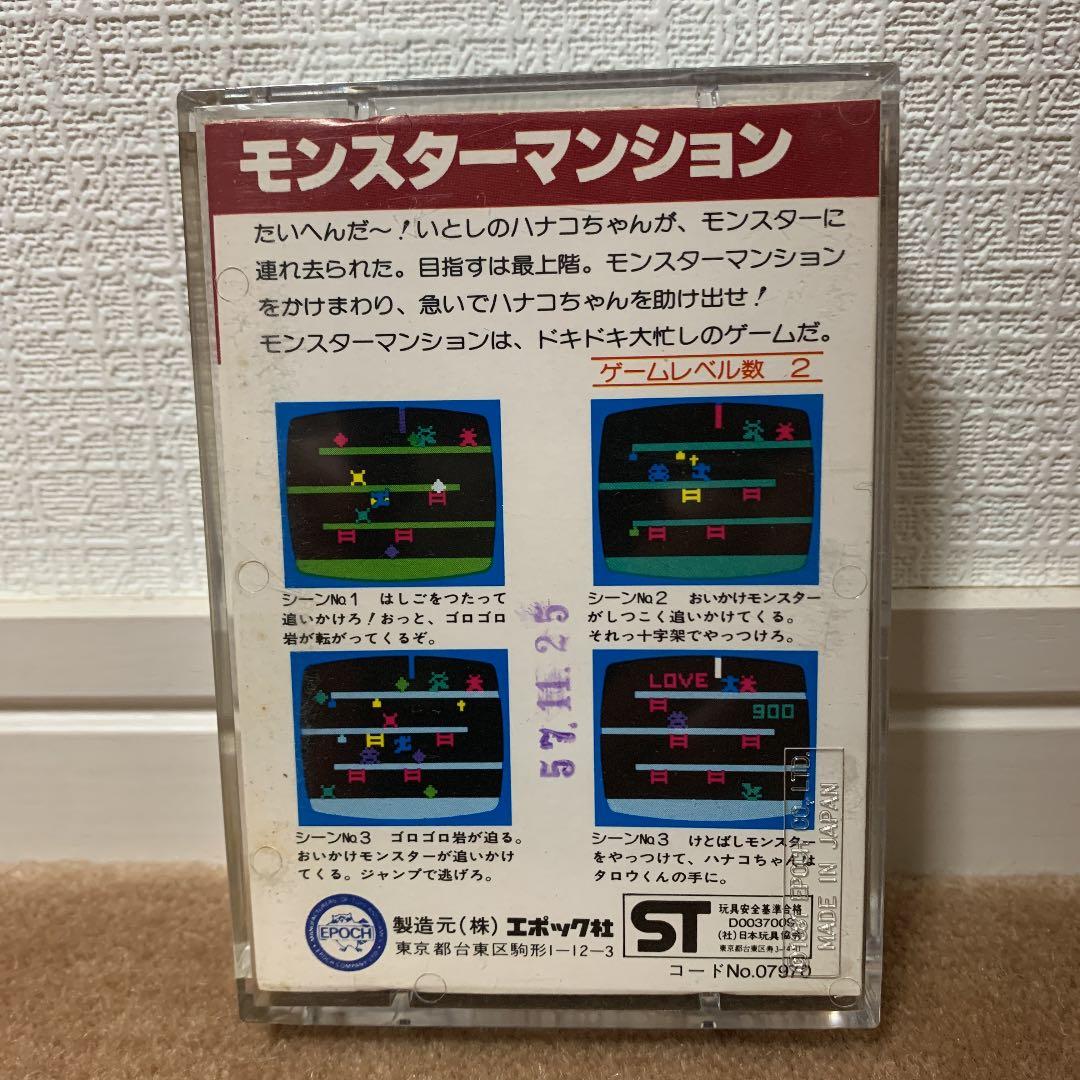 モンスターマンション
たいへんだ〜!いとしのハナコちゃんが、モンスターに
連れ去られた。目指すは最上階。モンスターマンション
をかけまわり、急いでハナコちゃんを助け出せ!
モンスターマンションは、ドキドキ大忙しのゲームだ。
ゲームレベル数 2
シーンNo.1 はしごをつたって
追いかけろ!おっと、ゴロゴロ
岩が転がってくるぞ。
シーンNo.2 おいかけモンスター
がしつこく追いかけてくる。
それっ十字架でやっつけろ。
57.11.25
LOVE
900
シーンNo.3 ゴロゴロ岩が迫る。
おいかけモンスターが追いかけ
てくる。ジャンプで逃げろ。
シーンNo.3 けとばしモンスター
をやっつけて、ハナコちゃんは
タロウくんの手に。
EPOCH
製造元(株)エポック社
東京都台東区駒形1-12-3
ST
玩具安全基準合格
D003700S
(社)日本玩具協会
コードNo.07970
EPOCH CO., LTD.
MADE IN JAPAN